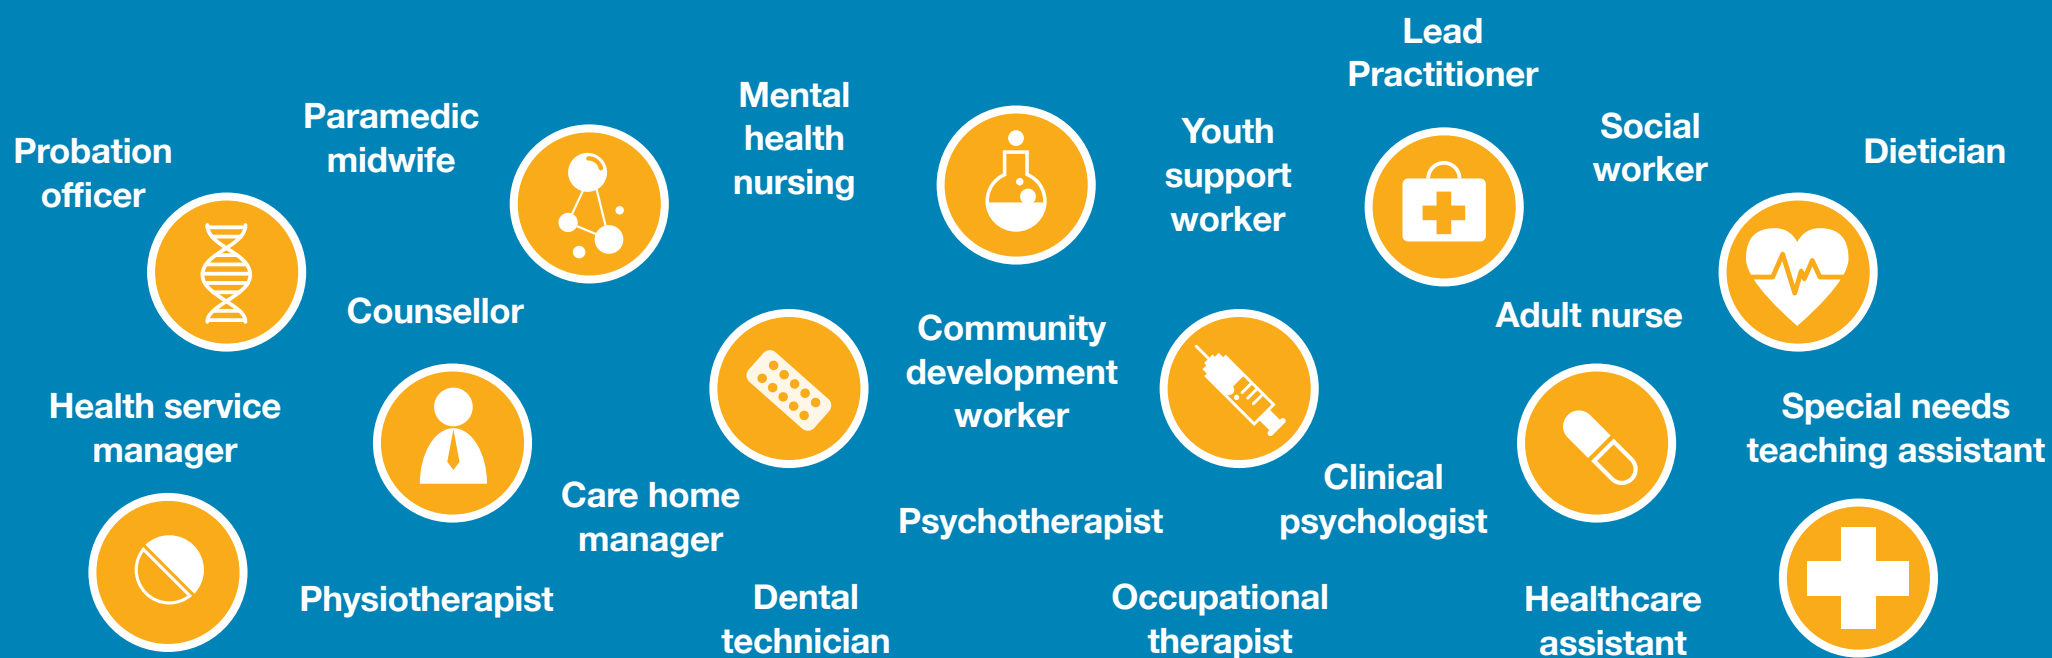 Lead
Practitioner
Probation
officer
Paramedic
midwife
Mental
health
nursing
Youth
support
worker
Social
worker
Dietician
Counsellor
Community
development
worker
Adult nurse
Health service
manager
Special needs
teaching assistant
Care home
manager
Psychotherapist
Clinical
psychologist
Physiotherapist
Dental
technician
Occupational
therapist
Healthcare
assistant